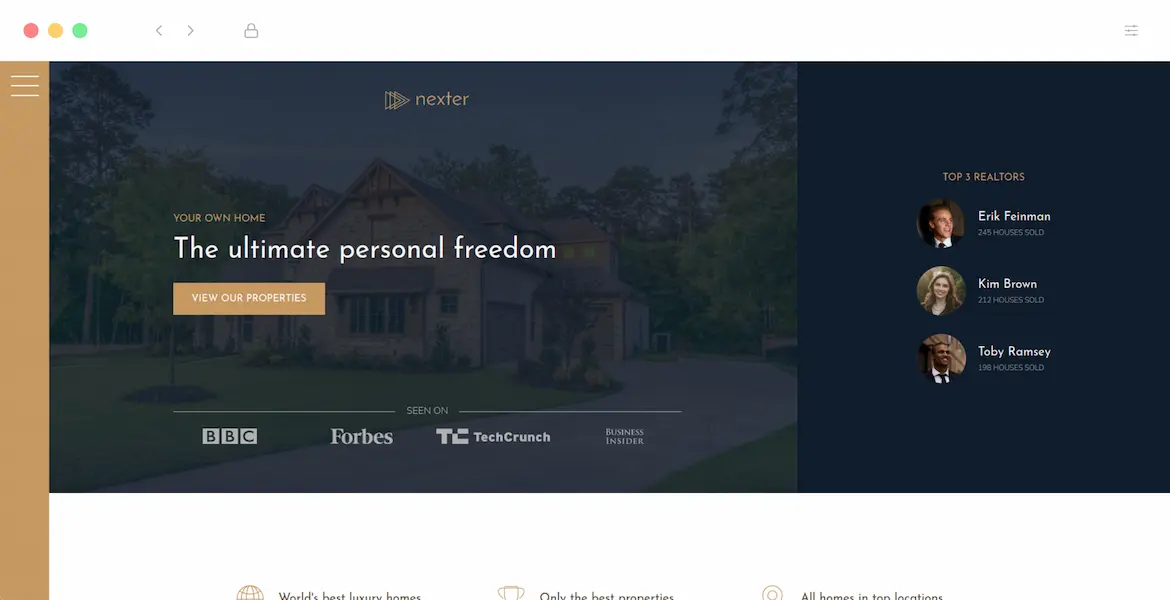 nexter
YOUR OWN HOME
The ultimate personal freedom
VIEW OUR PROPERTIES
SEEN ON
BBC
Forbes
TC TechCrunch
BUSINESS
INSIDER
TOP 3 REALTORS
Erik Feinman
245 HOUSES SOLD
Kim Brown
212 HOUSES SOLD
Toby Ramsey
198 HOUSES SOLD
World's best luxury homes
Only the best properties
All homes in top locations